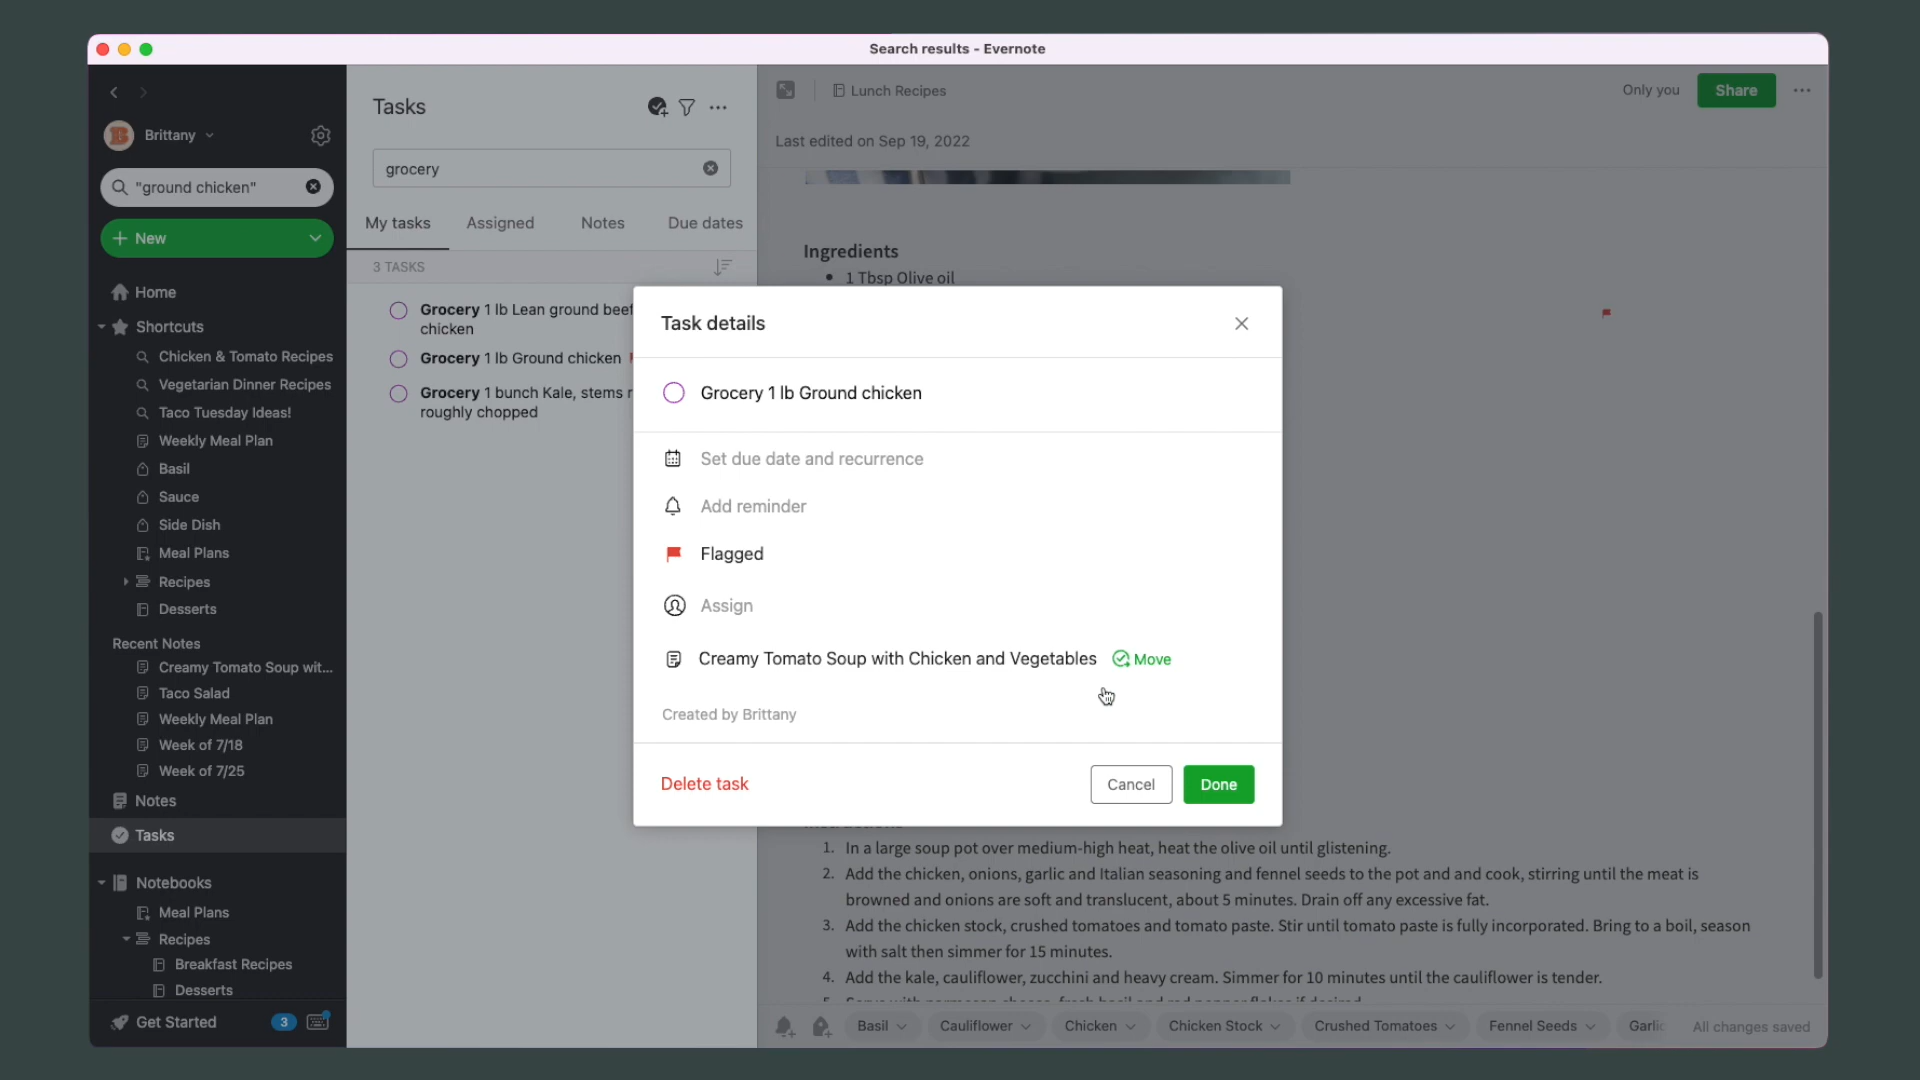 Search results - Evernote
Brittany
"ground chicken"
New
Home
Shortcuts
Chicken & Tomato Recipes
Vegetarian Dinner Recipes
Taco Tuesday Ideas!
Weekly Meal Plan
Basil
Sauce
Side Dish
Meal Plans
Recipes
Desserts
Recent Notes
Creamy Tomato Soup wit...
Taco Salad
Weekly Meal Plan
Week of 7/18
Week of 7/25
Notes
Tasks
Notebooks
Meal Plans
Recipes
Breakfast Recipes
Desserts
Get Started
3
Tasks
grocery
My tasks Assigned Notes Due dates
3 TASKS
Grocery 1 lb Lean ground beef
chicken
Grocery 1 lb Ground chicken
Grocery 1 bunch Kale, stems r
roughly chopped
Lunch Recipes
Only you
Share
Last edited on Sep 19, 2022
Ingredients
1 Tbsp Olive oil
Task details
Grocery 1 lb Ground chicken
Set due date and recurrence
Add reminder
Flagged
Assign
Creamy Tomato Soup with Chicken and Vegetables Move
Created by Brittany
Delete task
Cancel
Done
1. In a large soup pot over medium-high heat, heat the olive oil until glistening.
2. Add the chicken, onions, garlic and Italian seasoning and fennel seeds to the pot and and cook, stirring until the meat is
browned and onions are soft and translucent, about 5 minutes. Drain off any excessive fat.
3. Add the chicken stock, crushed tomatoes and tomato paste. Stir until tomato paste is fully incorporated. Bring to a boil, season
with salt then simmer for 15 minutes.
4. Add the kale, cauliflower, zucchini and heavy cream. Simmer for 10 minutes until the cauliflower is tender.
Basil Cauliflower Chicken Chicken Stock Crushed Tomatoes Fennel Seeds Garlic All changes saved